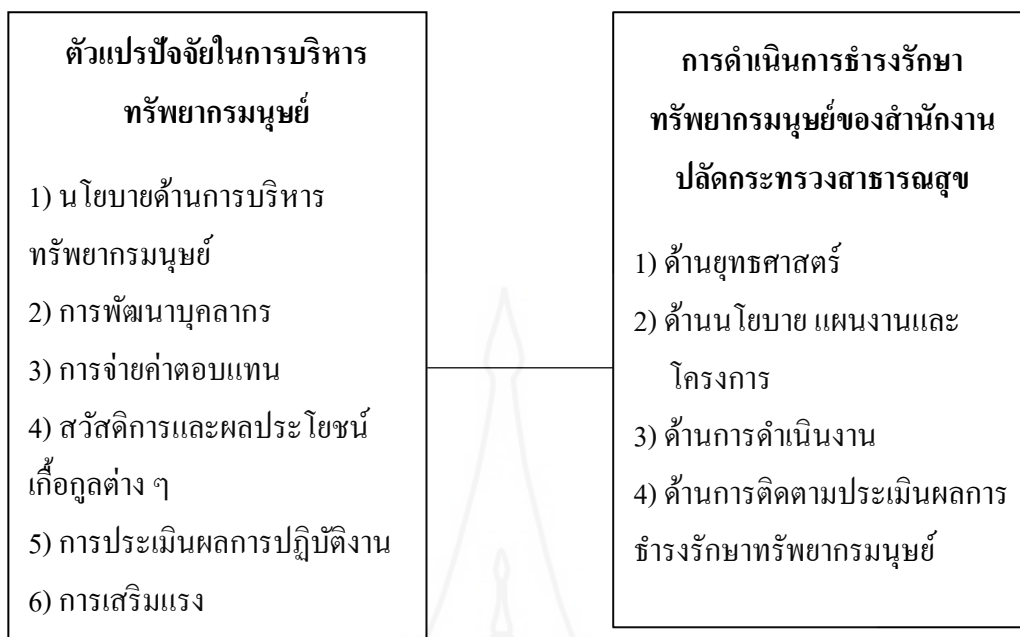 ตัวแปรปัจจัยในการบริหาร
ทรัพยากรมนุษย์
1) นโยบายด้านการบริหาร
ทรัพยากรมนุษย์
2) การพัฒนาบุคลากร
3) การจ่ายค่าตอบแทน
4) สวัสดิการและผลประโยชน์
เกื้อกูลต่าง ๆ
5) การประเมินผลการปฏิบัติงาน
6) การเสริมแรง
การดำเนินการธำรงรักษา
ทรัพยากรมนุษย์ของสำนักงาน
ปลัดกระทรวงสาธารณสุข
1) ด้านยุทธศาสตร์
2) ด้านนโยบาย แผนงานและ
โครงการ
3) ด้านการดำเนินงาน
4) ด้านการติดตามประเมินผลการ
ธำรงรักษาทรัพยากรมนุษย์